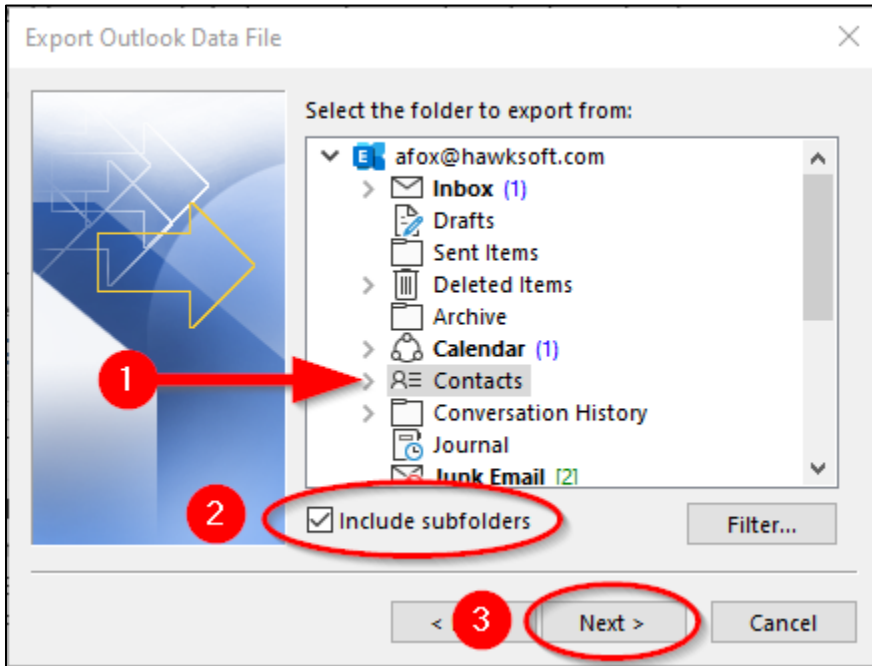 Export Outlook Data File
Select the folder to export from:
afox@hawksoft.com
Inbox (1)
Drafts
Sent Items
Deleted Items
Archive
Calendar (1)
1
Contacts
Conversation History
Journal
Junk Email [2]
2
Include subfolders
Filter...
<
3
Next >
Cancel